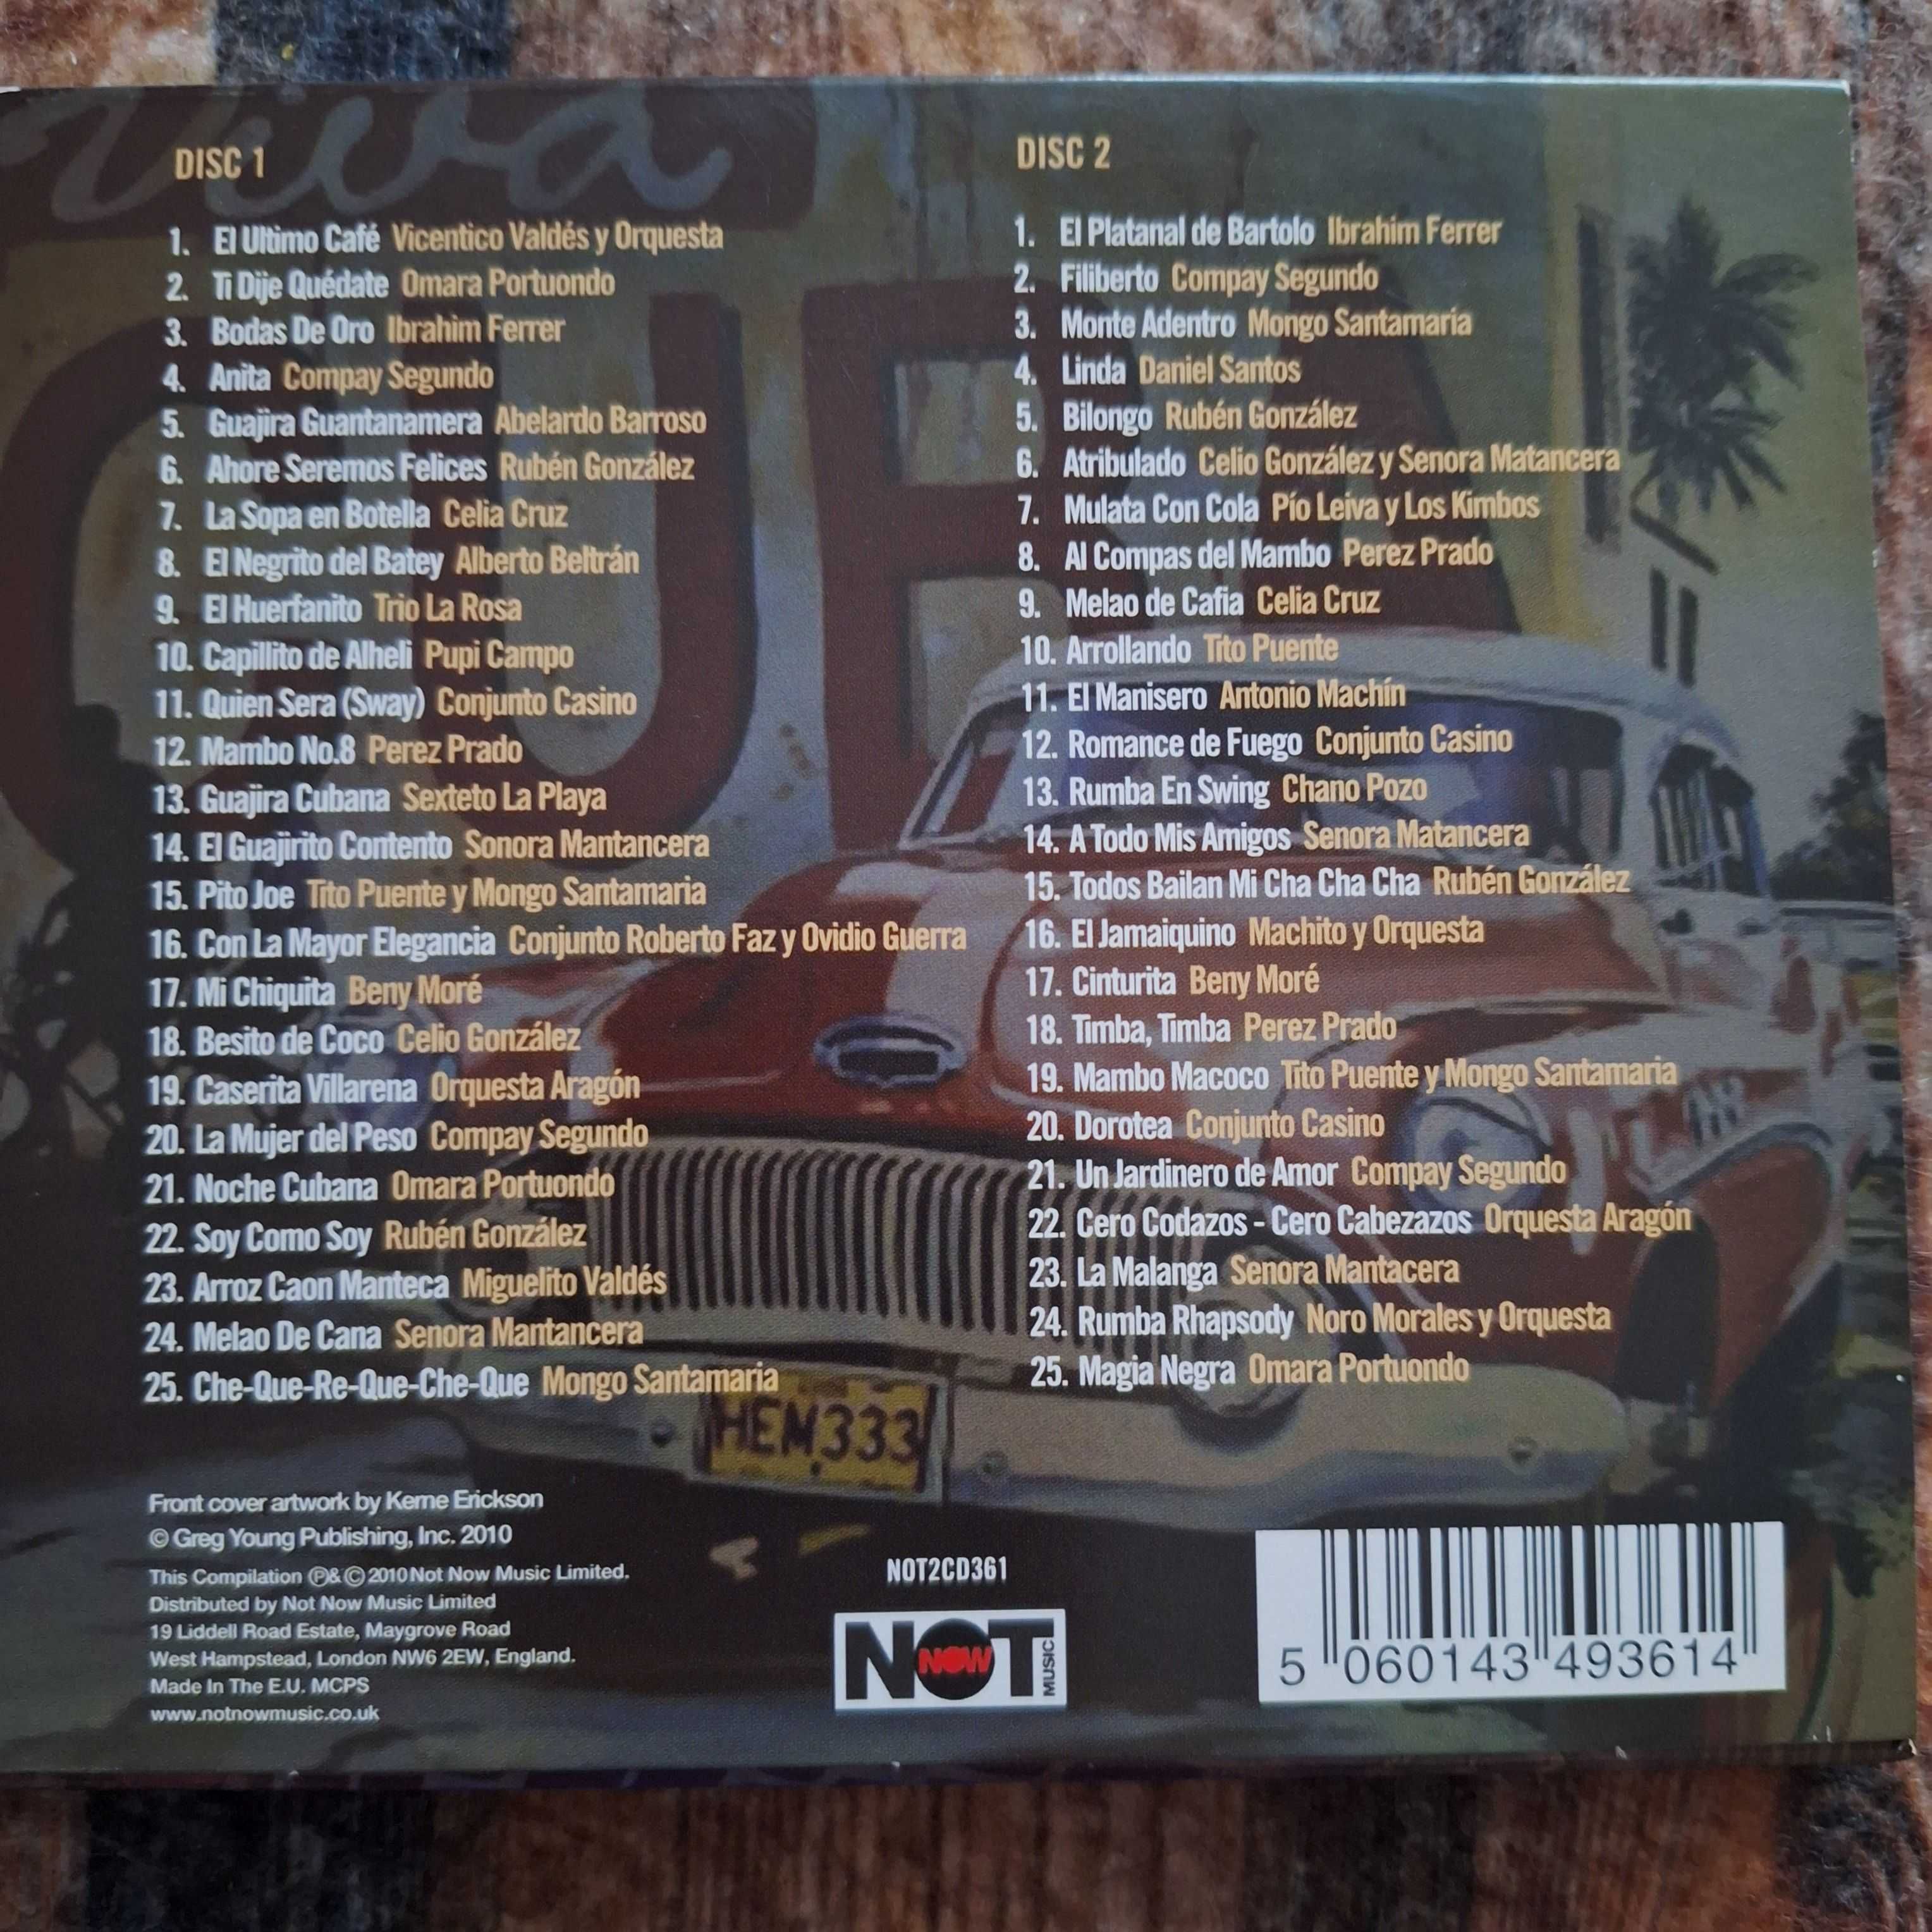 Viva
CUBA
DISC 1
1. El Ultimo Café Vicentico Valdés y Orquesta
2. Ti Dije Quédate Omara Portuondo
3. Bodas De Oro Ibrahim Ferrer
4. Anita Compay Segundo
5. Guajira Guantanamera Abelardo Barroso
6. Ahore Seremos Felices Rubén González
7. La Sopa en Botella Celia Cruz
8. El Negrito del Batey Alberto Beltrán
9. El Huerfanito Trio La Rosa
10. Capillito de Alheli Pupi Campo
11. Quien Sera (Sway) Conjunto Casino
12. Mambo No.8 Perez Prado
13. Guajira Cubana Sexteto La Playa
14. El Guajirito Contento Sonora Mantancera
15. Pito Joe Tito Puente y Mongo Santamaria
16. Con La Mayor Elegancia Conjunto Roberto Faz y Ovidio Guerra
17. Mi Chiquita Beny Moré
18. Besito de Coco Celio González
19. Caserita Villarena Orquesta Aragón
20. La Mujer del Peso Compay Segundo
21. Noche Cubana Omara Portuondo
22. Soy Como Soy Rubén González
23. Arroz Caon Manteca Miguelito Valdés
24. Melao De Cana Senora Mantancera
25. Che-Que-Re-Que-Che-Que Mongo Santamaria
DISC 2
1. El Platanal de Bartolo Ibrahim Ferrer
2. Filiberto Compay Segundo
3. Monte Adentro Mongo Santamaria
4. Linda Daniel Santos
5. Bilongo Rubén González
6. Atribulado Celio González y Senora Matancera
7. Mulata Con Cola Pío Leiva y Los Kimbos
8. Al Compas del Mambo Perez Prado
9. Melao de Cafia Celia Cruz
10. Arrollando Tito Puente
11. El Manisero Antonio Machín
12. Romance de Fuego Conjunto Casino
13. Rumba En Swing Chano Pozo
14. A Todo Mis Amigos Senora Matancera
15. Todos Bailan Mi Cha Cha Cha Rubén González
16. El Jamaiquino Machito y Orquesta
17. Cinturita Beny Moré
18. Timba, Timba Perez Prado
19. Mambo Macoco Tito Puente y Mongo Santamaria
20. Dorotea Conjunto Casino
21. Un Jardinero de Amor Compay Segundo
22. Cero Codazos - Cero Cabezazos Orquesta Aragón
23. La Malanga Senora Mantacera
24. Rumba Rhapsody Noro Morales y Orquesta
25. Magia Negra Omara Portuondo
HEM333
Front cover artwork by Kerne Erickson
© Greg Young Publishing, Inc. 2010
This Compilation ℗&© 2010 Not Now Music Limited.
Distributed by Not Now Music Limited
19 Liddell Road Estate, Maygrove Road
West Hampstead, London NW6 2EW, England.
Made In The E.U. MCPS
www.notnowmusic.co.uk
NOT2CD361
NOT NOW MUSIC
5 060143 493614